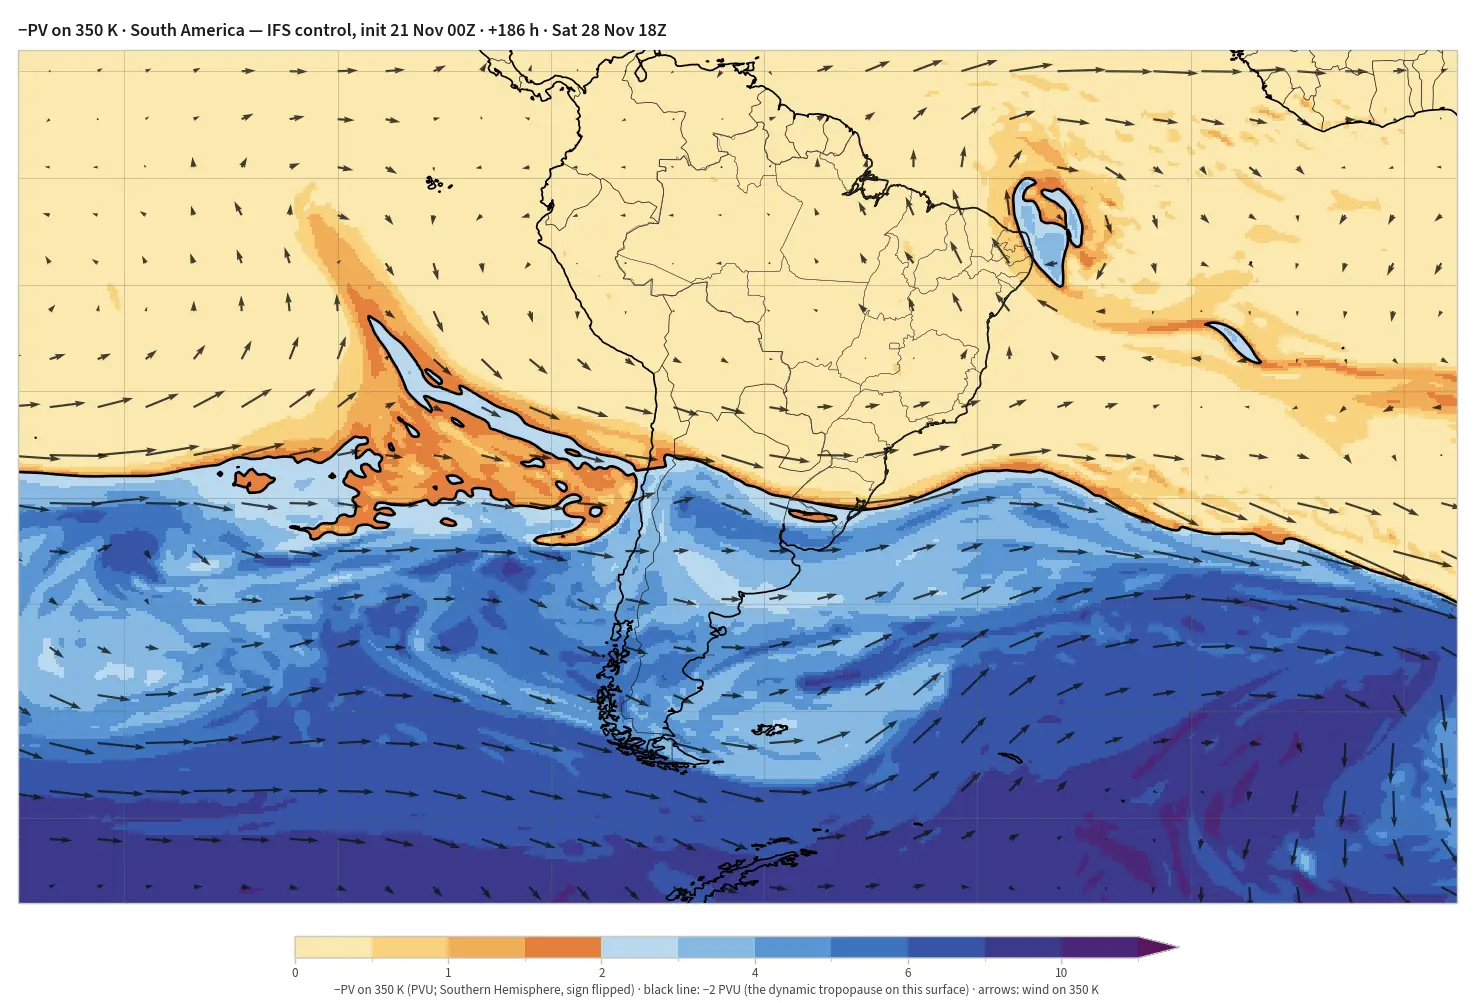 −PV on 350 K · South America — IFS control, init 21 Nov 00Z · +186 h · Sat 28 Nov 18Z
0 1 2 4 6 10
−PV on 350 K (PVU; Southern Hemisphere, sign flipped) · black line: −2 PVU (the dynamic tropopause on this surface) · arrows: wind on 350 K